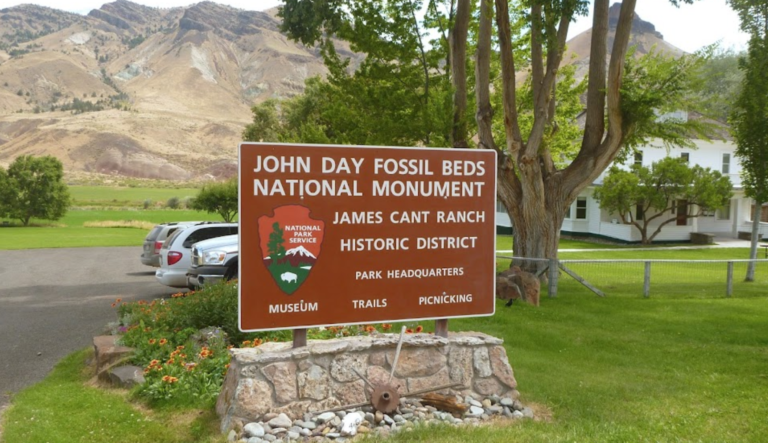 JOHN DAY FOSSIL BEDS
NATIONAL MONUMENT
JAMES CANT RANCH
HISTORIC DISTRICT
NATIONAL
PARK
SERVICE
PARK HEADQUARTERS
MUSEUM TRAILS PICNICKING